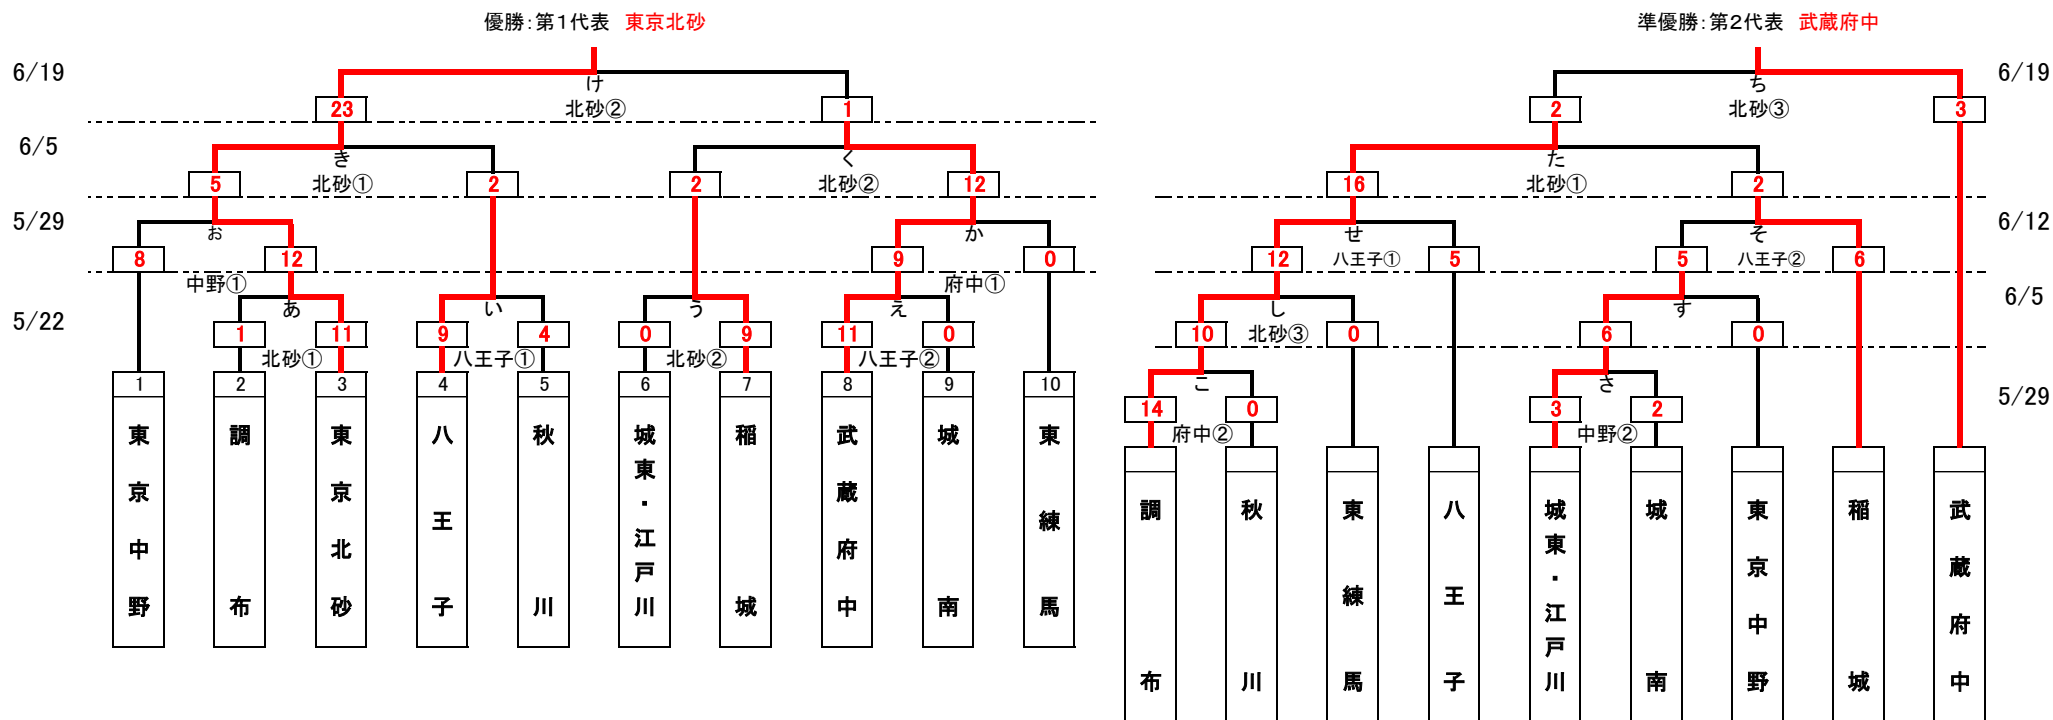 優勝：第1代表 東京北砂
6/19
け
北砂②
23
1
6/5
き
く
5
北砂①
2
2
北砂②
12
5/29
お
か
8
12
9
0
中野①
府中①
5/22
あ
い
う
え
1
11
9
4
0
9
11
0
北砂①
八王子①
北砂②
八王子②
1 2 3 4 5 6 7 8 9 10
東京中野
調布
東京北砂
八王子
秋川
城東・江戸川
稲城
武蔵府中
城南
東練馬
準優勝：第2代表 武蔵府中
6/19
ち
2
北砂③
3
た
16
北砂①
2
6/12
せ
そ
12
八王子①
5
5
八王子②
6
6/5
し
す
10
北砂③
0
6
0
こ
さ
5/29
14
0
3
2
府中②
中野②
調布
秋川
東練馬
八王子
城東・江戸川
城南
東京中野
稲城
武蔵府中